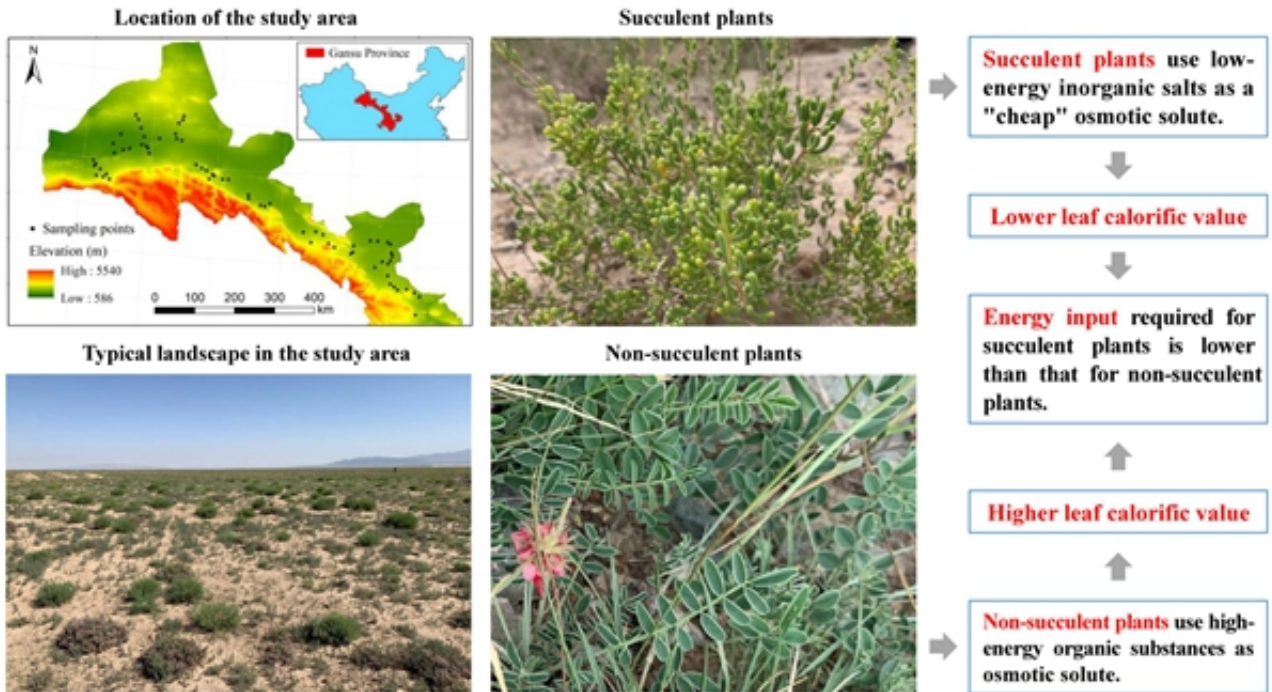 Location of the study area
N
Gansu Province
Sampling points
Elevation (m)
High : 5540
Low : 586
0 100 200 300 400
km
Succulent plants
Typical landscape in the study area
Non-succulent plants
Succulent plants use low-
energy inorganic salts as a
"cheap" osmotic solute.
Lower leaf calorific value
Energy input required for
succulent plants is lower
than that for non-succulent
plants.
Higher leaf calorific value
Non-succulent plants use high-
energy organic substances as
osmotic solute.